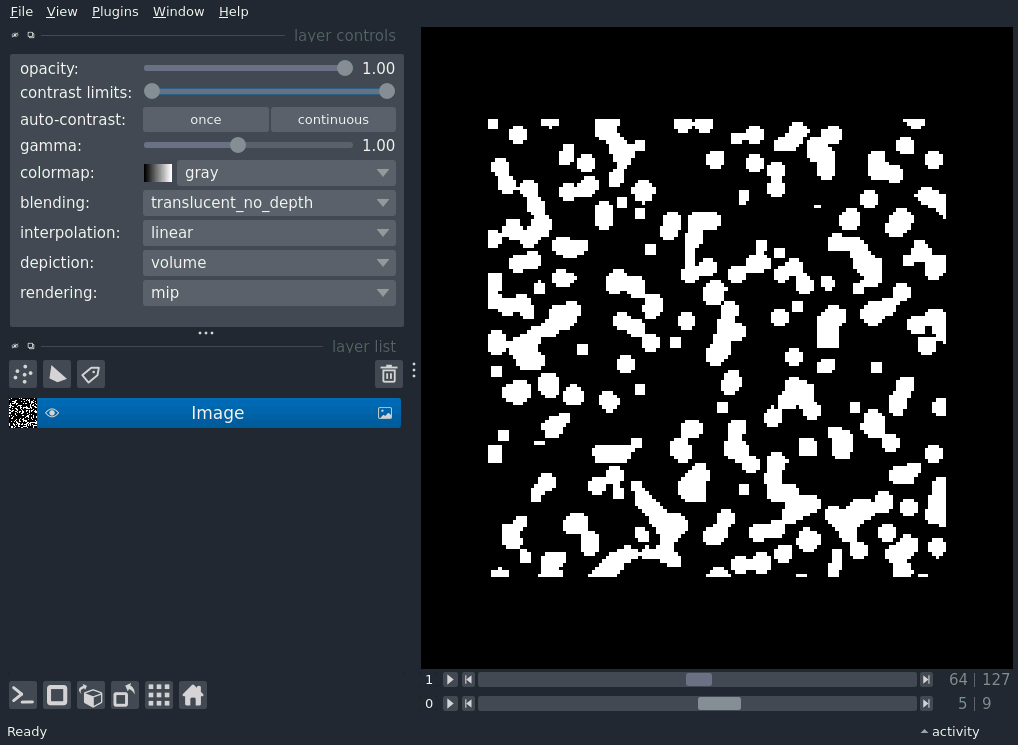 File View Plugins Window Help
layer controls
opacity: 1.00
contrast limits:
auto-contrast: once continuous
gamma: 1.00
colormap: gray
blending: translucent_no_depth
interpolation: linear
depiction: volume
rendering: mip
layer list
Image
1 64 | 127
0 5 | 9
Ready activity